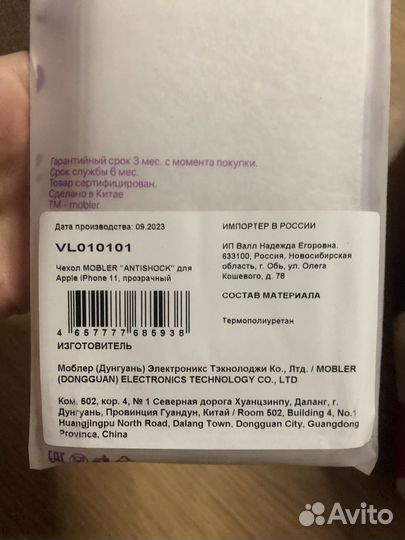 Гарантийный срок 3 мес. с момента покупки.
Срок службы 6 мес.
Товар сертифицирован.
Сделано в Китае
ТМ - mobler
Дата производства: 09.2023
VL010101
Чехол MOBLER "ANTISHOCK" для
Apple iPhone 11, прозрачный
4 657777 685938
ИЗГОТОВИТЕЛЬ
ИМПОРТЕР В РОССИИ
ИП Валл Надежда Егоровна.
633100, Россия, Новосибирская
область, г. Обь, ул. Олега
Кошевого, д. 78
СОСТАВ МАТЕРИАЛА
Термополиуретан
Моблер (Дунгуань) Электроникс Тэкнолоджи Ко., Лтд. / MOBLER
(DONGGUAN) ELECTRONICS TECHNOLOGY CO., LTD
Ком. 502, кор. 4, № 1 Северная дорога Хуанцзинпу, Даланг, г.
Дунгуань, Провинция Гуандун, Китай / Room 502, Building 4, No.1
Huangjingpu North Road, Dalang Town, Dongguan City, Guangdong
Province, China
EAC
Avito